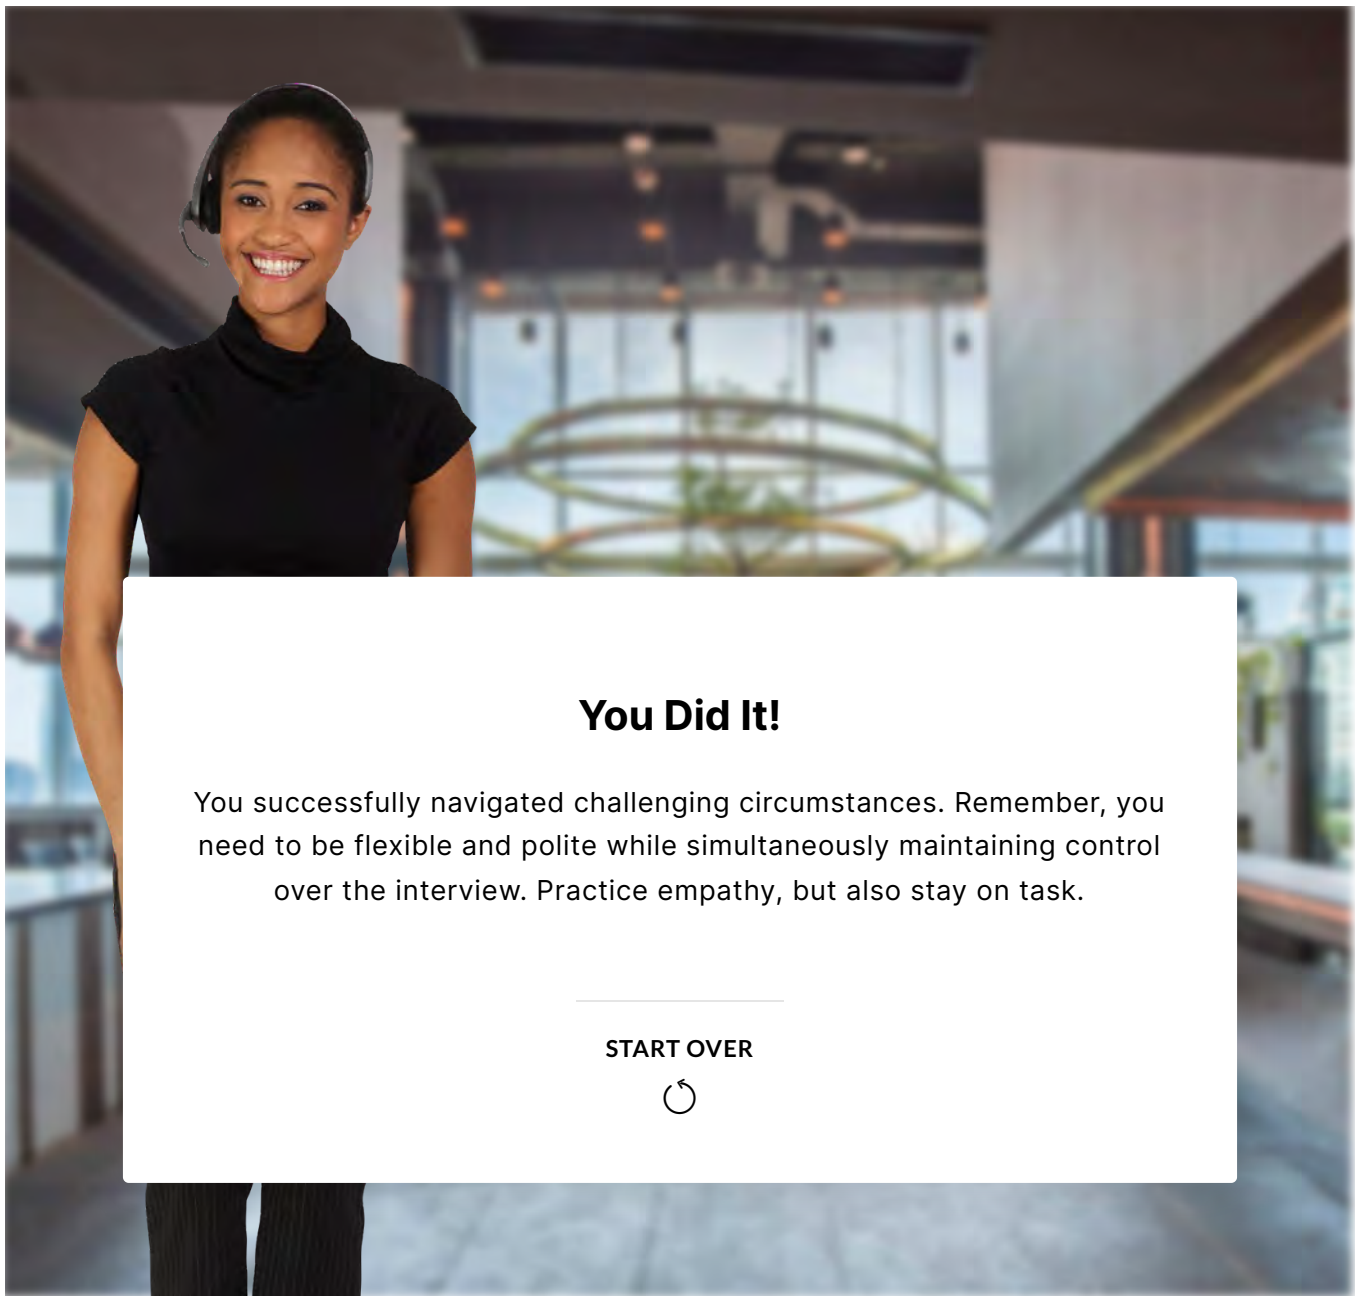 You Did It!
You successfully navigated challenging circumstances. Remember, you
need to be flexible and polite while simultaneously maintaining control
over the interview. Practice empathy, but also stay on task.
START OVER